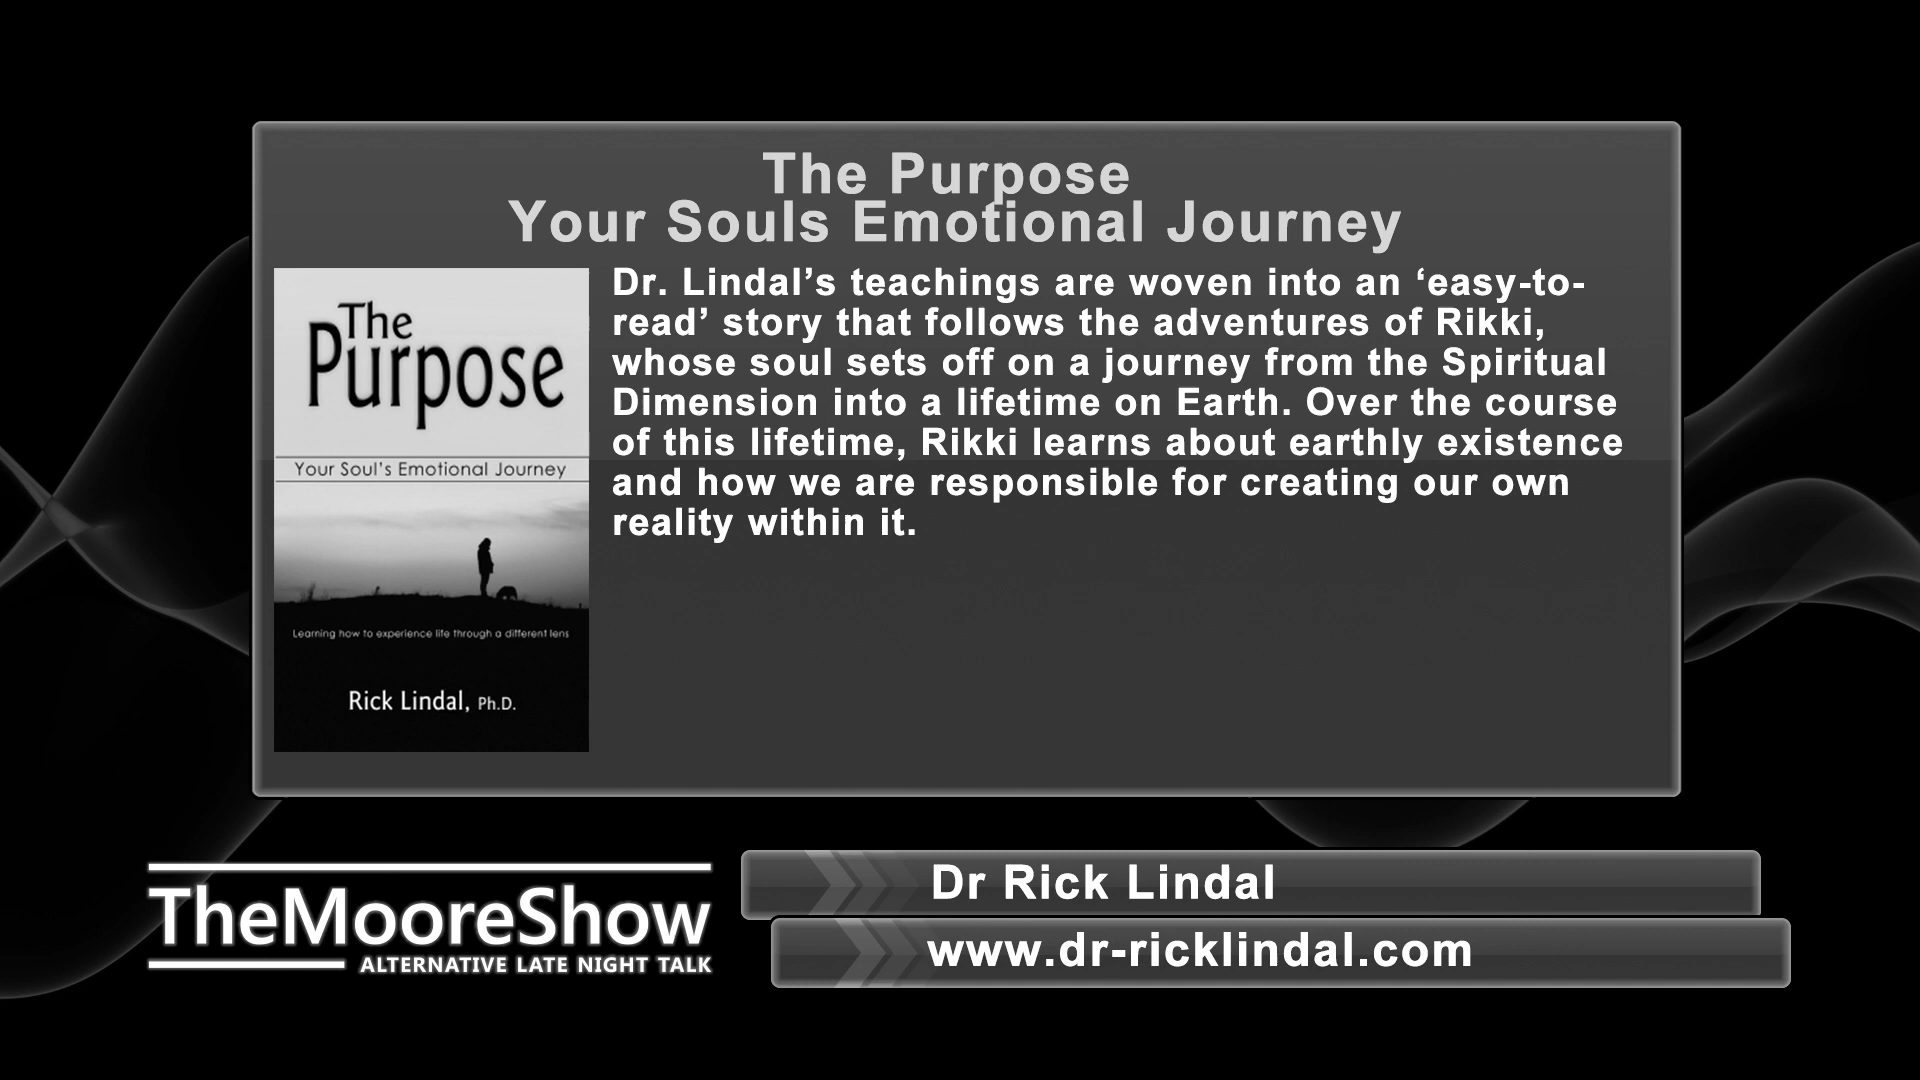 The Purpose
Your Souls Emotional Journey
The
Purpose
Your Soul's Emotional Journey
Learning how to experience life through a different lens
Rick Lindal, Ph.D.
Dr. Lindal’s teachings are woven into an ‘easy-to-
read’ story that follows the adventures of Rikki,
whose soul sets off on a journey from the Spiritual
Dimension into a lifetime on Earth. Over the course
of this lifetime, Rikki learns about earthly existence
and how we are responsible for creating our own
reality within it.
TheMooreShow
ALTERNATIVE LATE NIGHT TALK
Dr Rick Lindal
www.dr-ricklindal.com